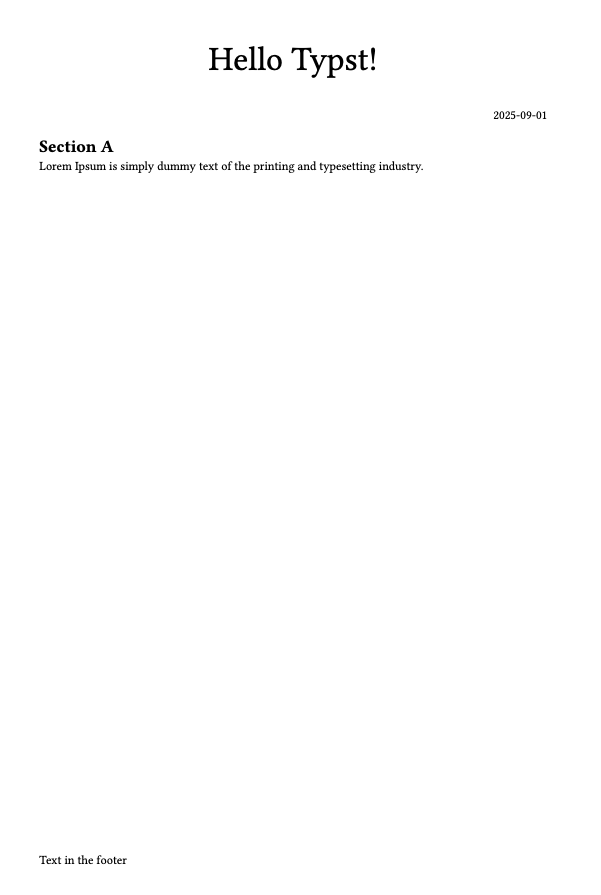 Hello Typst!
2025-09-01
Section A
Lorem Ipsum is simply dummy text of the printing and typesetting industry.
Text in the footer